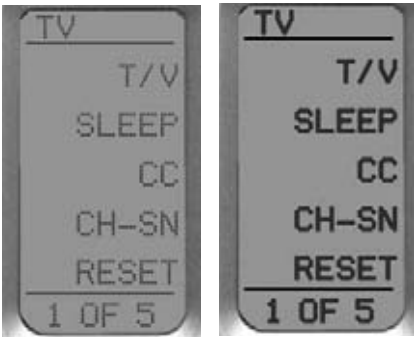 TV
T/V
SLEEP
CC
CH-SN
RESET
1 OF 5
TV
T/V
SLEEP
CC
CH-SN
RESET
1 OF 5